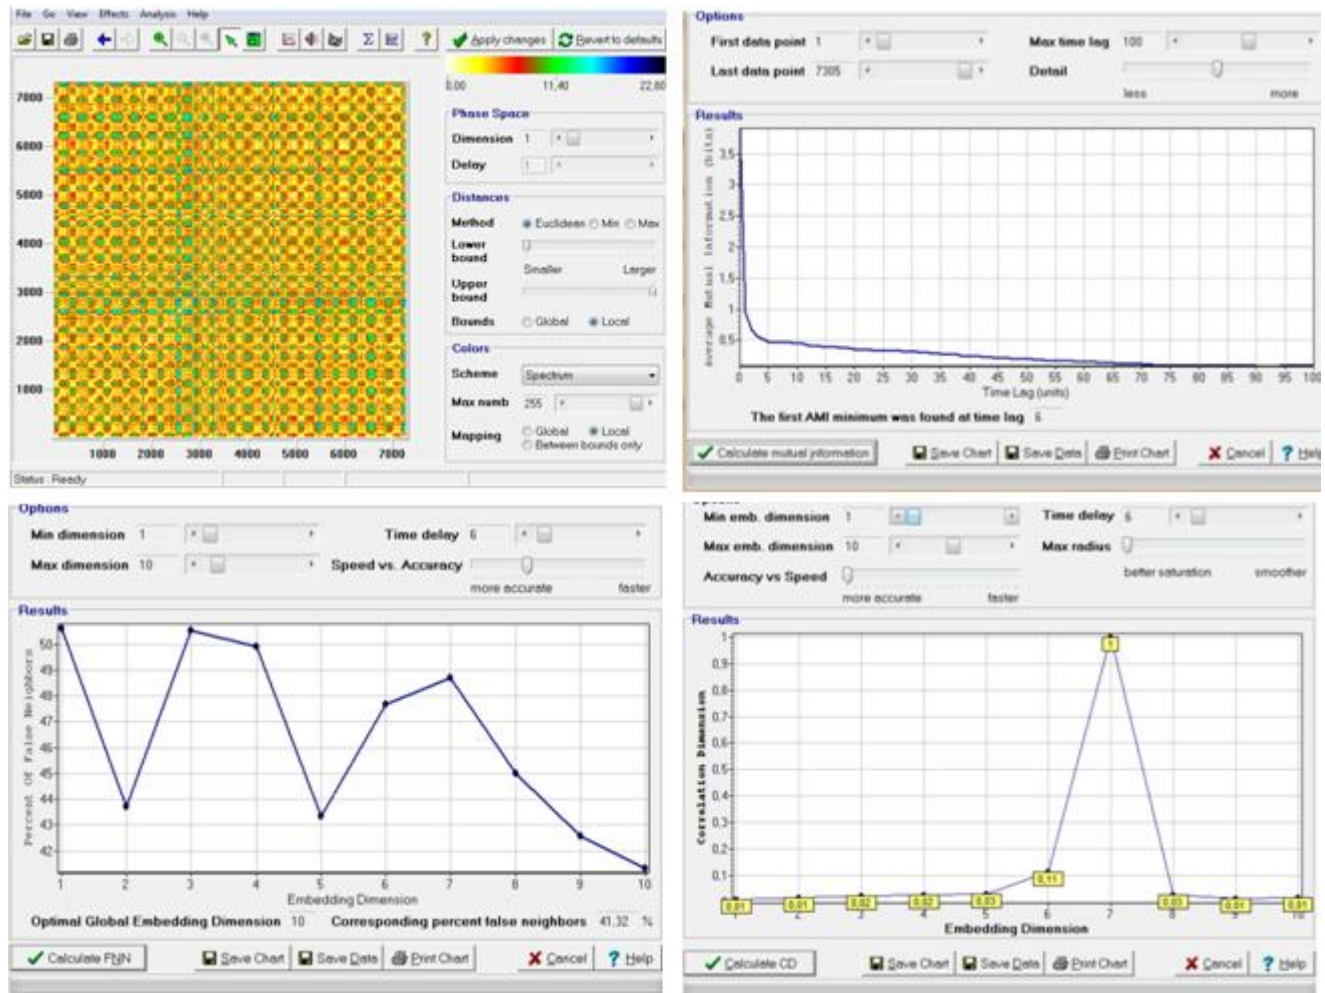 File Go View Effects Analysis Help
Apply changes Revert to defaults
0,00 11,40 22,80
7000
6000
5000
4000
3000
2000
1000
1000 2000 3000 4000 5000 6000 7000
Phase Space
Dimension 1
Delay 1
Distances
Method Euclidean Min Max
Lower bound
Smaller Larger
Upper bound
Bounds Global Local
Colors
Scheme Spectrum
Max numb 255
Mapping Global Local
Between bounds only
Status Ready
Options
First data point 1 Max time lag 100
Last data point 7305 Detail
less more
Results
Average Mutual Information (bits)
3,5
3
2,5
2
1,5
1
0,5
0 5 10 15 20 25 30 35 40 45 50 55 60 65 70 75 80 85 90 95 100
Time Lag (units)
The first AMI minimum was found at time lag 6
Calculate mutual information Save Chart Save Data Print Chart Cancel Help
Options
Min dimension 1 Time delay 6
Max dimension 10 Speed vs. Accuracy
more accurate faster
Results
Percent Of False Neighbors
50
49
48
47
46
45
44
43
42
1 2 3 4 5 6 7 8 9 10
Embedding Dimension
Optimal Global Embedding Dimension 10 Corresponding percent false neighbors 41,32 %
Calculate FNN Save Chart Save Data Print Chart Cancel Help
Min emb. dimension 1 Time delay 6
Max emb. dimension 10 Max radius
Accuracy vs Speed better saturation smoother
more accurate faster
Results
Correlation Dimension
1
0,9
0,8
0,7
0,6
0,5
0,4
0,3
0,2
0,1
0,01 0,01 0,02 0,02 0,03 0,11 1 0,03 0,01 0,01
2 3 4 5 6 7 8 9 10
Embedding Dimension
Calculate CD Save Chart Save Data Print Chart Cancel Help